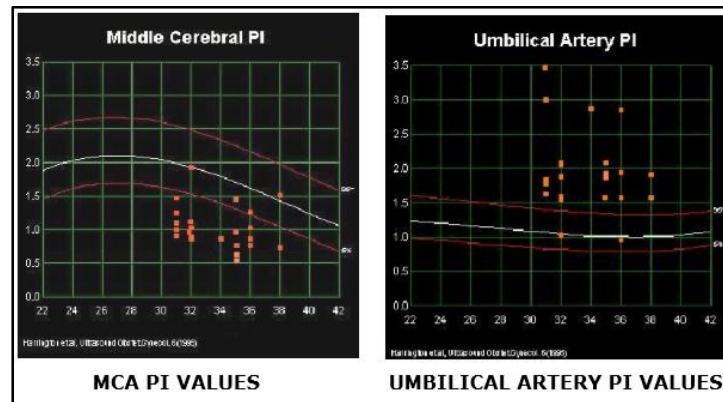 Middle Cerebral PI
3.5
3.0
2.5
2.0
1.5
1.0
0.5
0.0
22 24 26 28 30 32 34 36 38 40 42
MCA PI VALUES
Umbilical Artery PI
3.5
3.0
2.5
2.0
1.5
1.0
0.5
0.0
22 24 26 28 30 32 34 36 38 40 42
UMBILICAL ARTERY PI VALUES